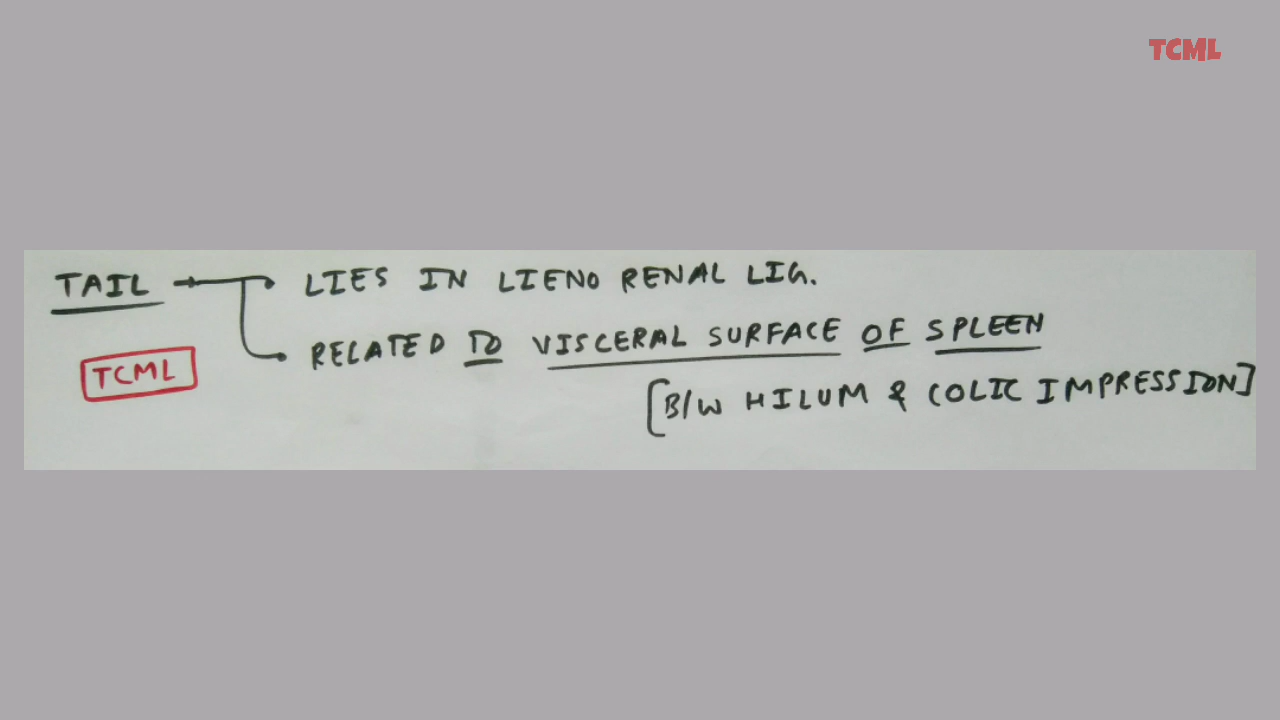 TCML
TAIL → LIES IN LIENO RENAL LIG.
RELATED TO VISCERAL SURFACE OF SPLEEN
TCML
[B/W HILUM & COLIC IMPRESSION]